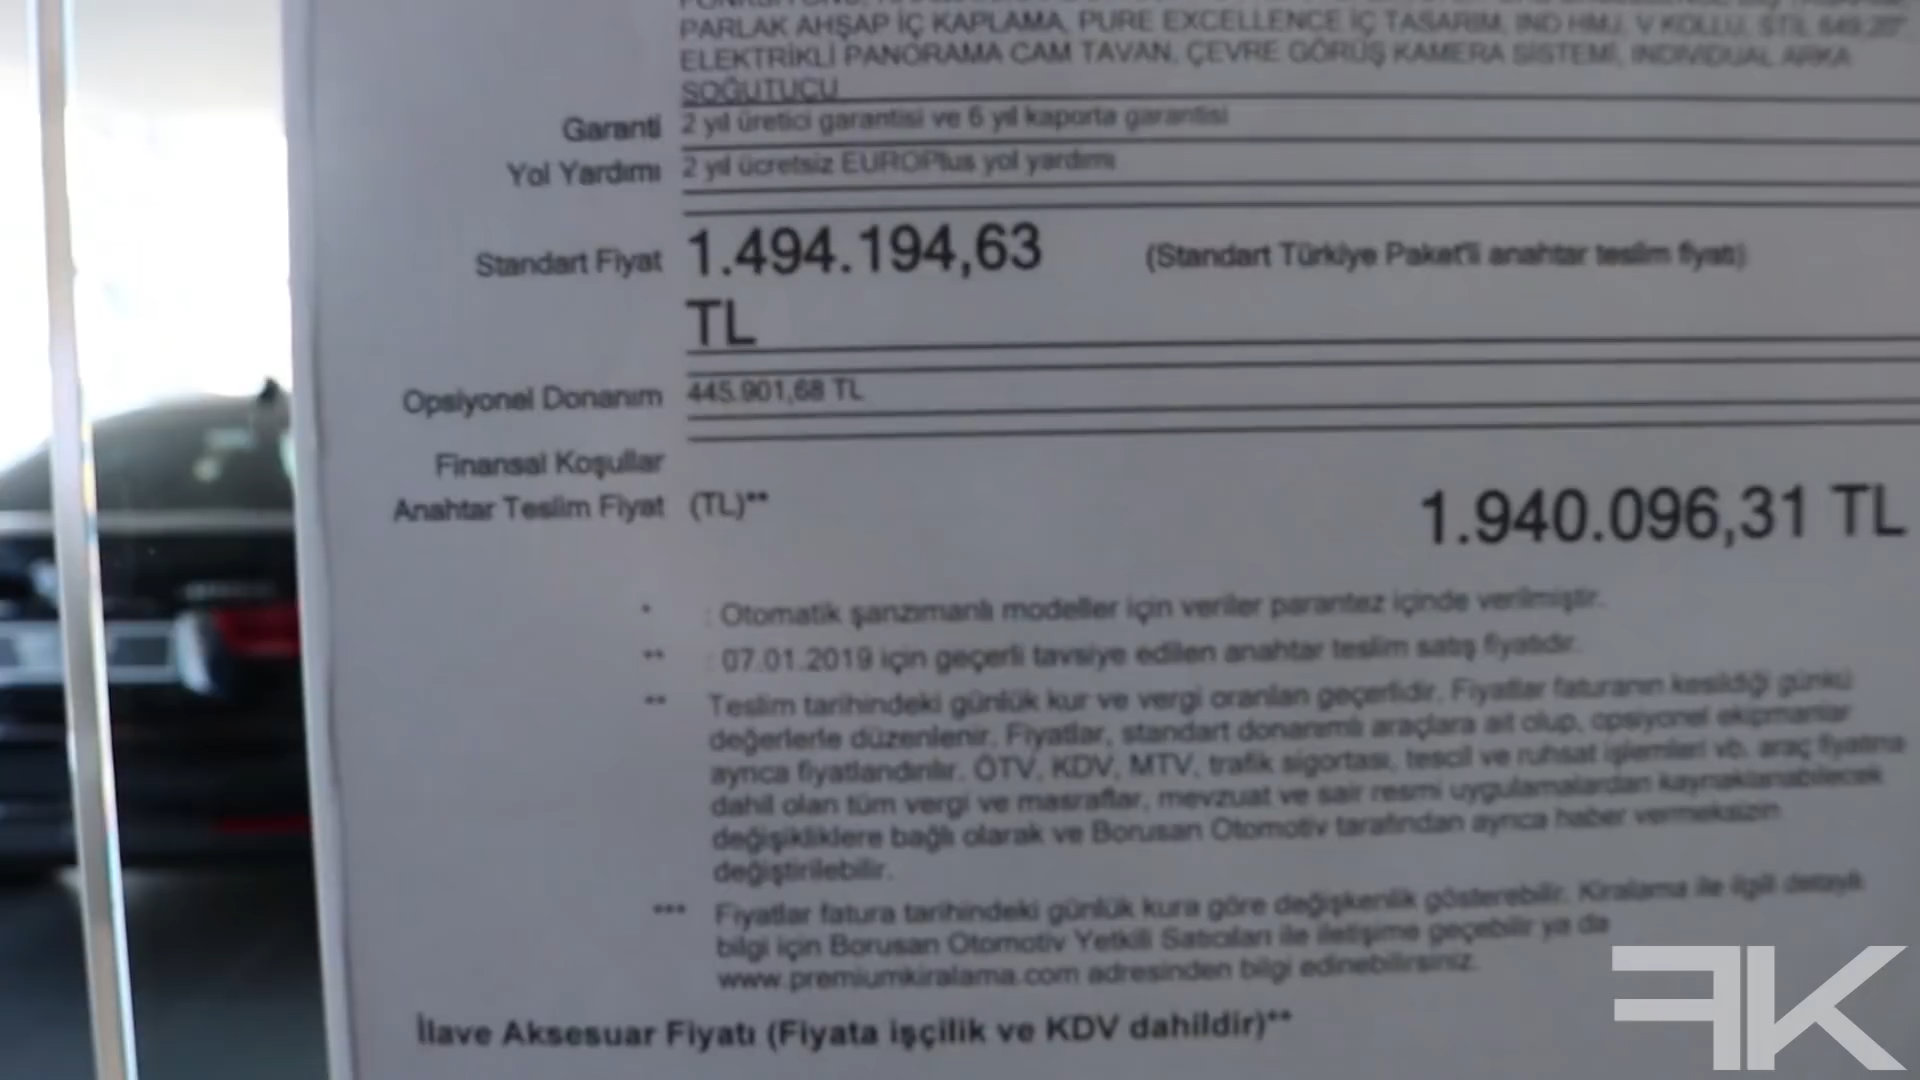 PARLAK AHŞAP İÇ KAPLAMA, PURE EXCELLENCE İÇ TASARIM, IND HMJ, V KOLLU, STİL 649,20"
ELEKTRİKLİ PANORAMA CAM TAVAN, ÇEVRE GÖRÜŞ KAMERA SİSTEMİ, INDIVIDUAL ARKA
SOĞUTUCU
Garanti 2 yıl üretici garantisi ve 6 yıl kaporta garantisi
Yol Yardımı 2 yıl ücretsiz EUROPlus yol yardımı
Standart Fiyat 1.494.194,63 (Standart Türkiye Paket'li anahtar teslim fiyatı)
TL
Opsiyonel Donanım 445.901,68 TL
Finansal Koşullar
Anahtar Teslim Fiyat (TL)** 1.940.096,31 TL
* : Otomatik şanzımanlı modeller için veriler parantez içinde verilmiştir.
** : 07.01.2019 için geçerli tavsiye edilen anahtar teslim satış fiyatıdır.
** Teslim tarihindeki günlük kur ve vergi oranları geçerlidir. Fiyatlar faturanın kesildiği günkü
değerlerle düzenlenir. Fiyatlar, standart donanımlı araçlara ait olup, opsiyonel ekipmanlar
ayrıca fiyatlandırılır. ÖTV, KDV, MTV, trafik sigortası, tescil ve ruhsat işlemleri vb. araç fiyatına
dahil olan tüm vergi ve masraflar, mevzuat ve sair resmi uygulamalardan kaynaklanabilecek
değişikliklere bağlı olarak ve Borusan Otomotiv tarafından ayrıca haber vermeksizin
değiştirilebilir.
*** Fiyatlar fatura tarihindeki günlük kura göre değişkenlik gösterebilir. Kiralama ile ilgili detaylı
bilgi için Borusan Otomotiv Yetkili Satıcıları ile iletişime geçebilir ya da
www.premiumkiralama.com adresinden bilgi edinebilirsiniz.
İlave Aksesuar Fiyatı (Fiyata işçilik ve KDV dahildir)**
FK